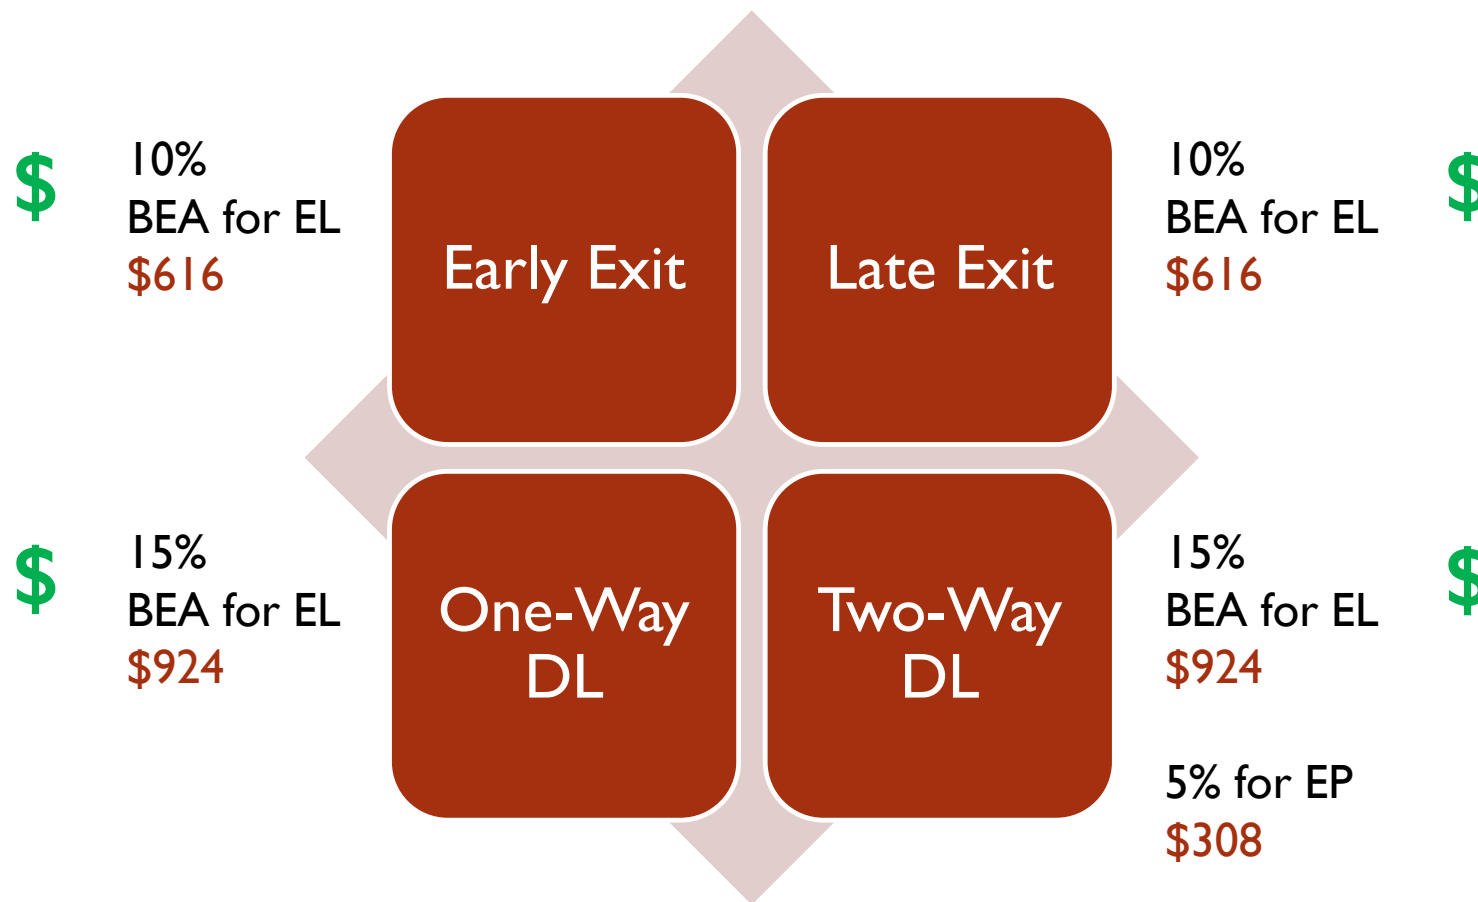 $
10%
BEA for EL
$616
Early Exit
Late Exit
10%
BEA for EL
$616
$
$
15%
BEA for EL
$924
One-Way
DL
Two-Way
DL
15%
BEA for EL
$924
5% for EP
$308
$